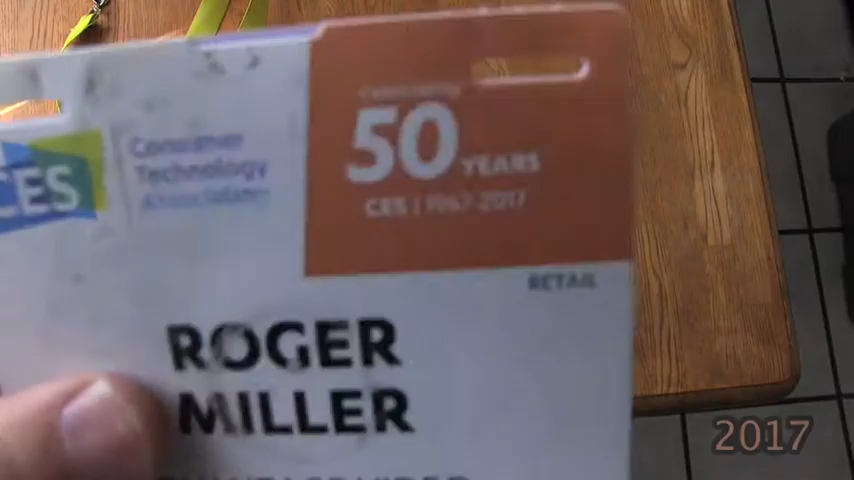 CES
Consumer
Technology
Association
50
YEARS
CES | 1967-2017
RETAIL
ROGER
MILLER
2017